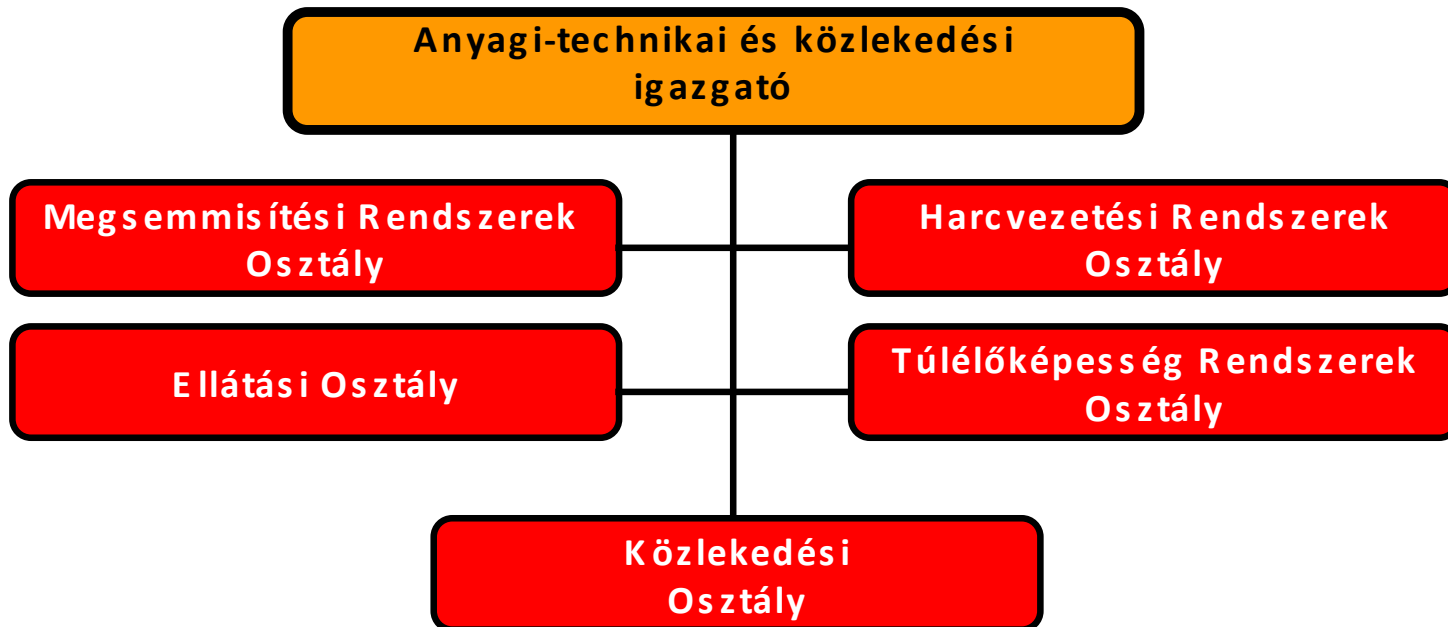 Anyagi-technikai és közlekedési
igazgató
Megsemmisítési Rendszerek
Osztály
Harcvezetési Rendszerek
Osztály
Ellátási Osztály
Túlélőképesség Rendszerek
Osztály
Közlekedési
Osztály